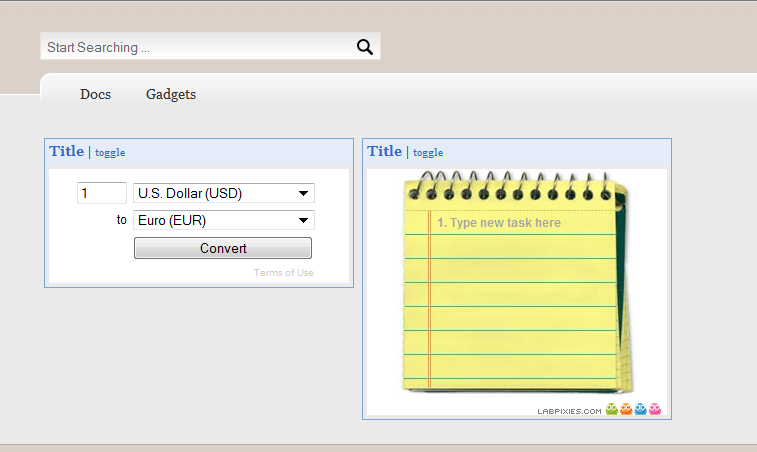 Start Searching ...
Docs Gadgets
Title | toggle
1 U.S. Dollar (USD)
to Euro (EUR)
Convert
Terms of Use
Title | toggle
1. Type new task here
LABPIXIES.COM